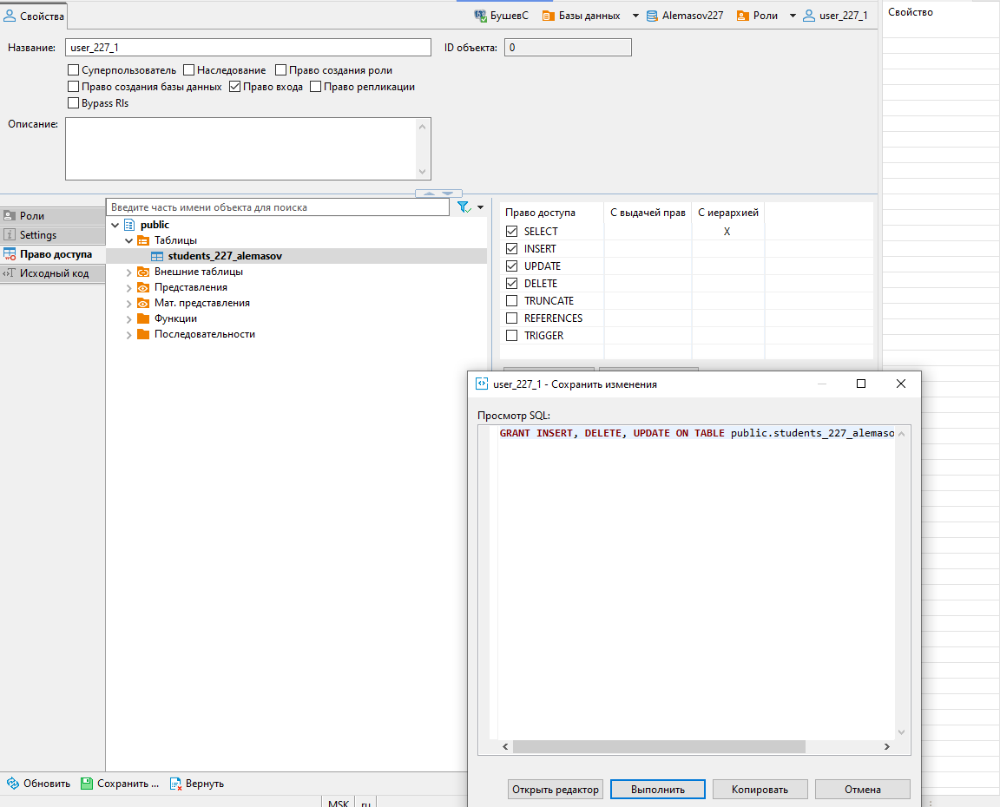 Свойства
БушевС
Базы данных
Alemasov227
Роли
user_227_1
Свойство
Название:
user_227_1
ID объекта:
0
Суперпользователь
Наследование
Право создания роли
Право создания базы данных
Право входа
Право репликации
Bypass Rls
Описание:
Роли
Settings
Право доступа
Исходный код
Введите часть имени объекта для поиска
public
Таблицы
students_227_alemasov
Внешние таблицы
Представления
Мат. представления
Функции
Последовательности
Право доступа
С выдачей прав
С иерархией
SELECT
X
INSERT
UPDATE
DELETE
TRUNCATE
REFERENCES
TRIGGER
user_227_1 - Сохранить изменения
Просмотр SQL:
GRANT INSERT, DELETE, UPDATE ON TABLE public.students_227_alemaso
Открыть редактор
Выполнить
Копировать
Отмена
Обновить
Сохранить ...
Вернуть
MSK
ru